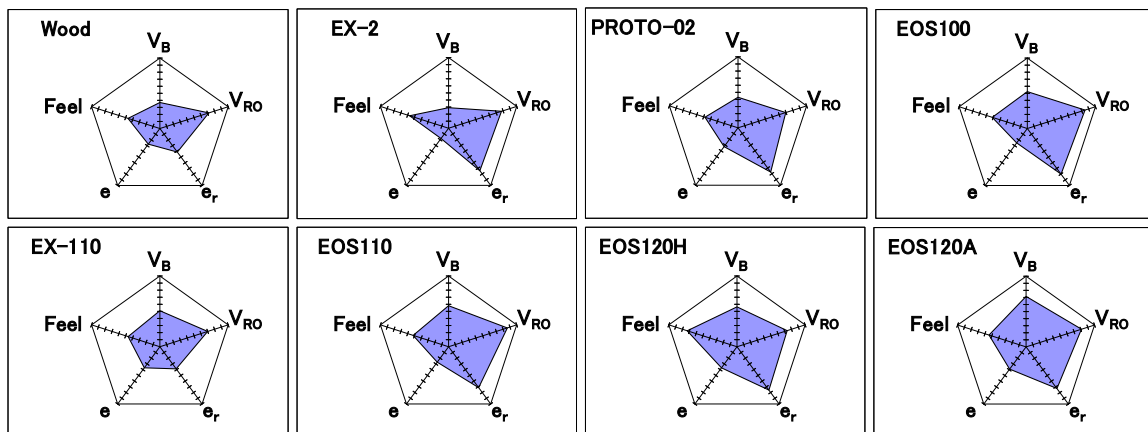 Wood
V_B
Feel
V_RO
e
e_r
EX-2
V_B
Feel
V_RO
e
e_r
PROTO-02
V_B
Feel
V_RO
e
e_r
EOS100
V_B
Feel
V_RO
e
e_r
EX-110
V_B
Feel
V_RO
e
e_r
EOS110
V_B
Feel
V_RO
e
e_r
EOS120H
V_B
Feel
V_RO
e
e_r
EOS120A
V_B
Feel
V_RO
e
e_r